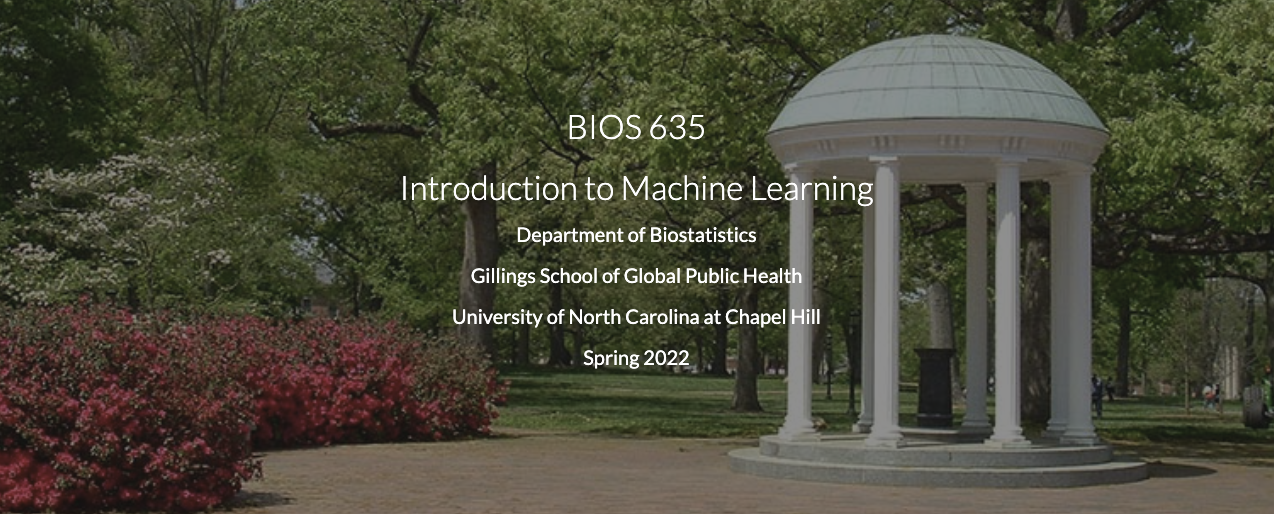 BIOS 635
Introduction to Machine Learning
Department of Biostatistics
Gillings School of Global Public Health
University of North Carolina at Chapel Hill
Spring 2022